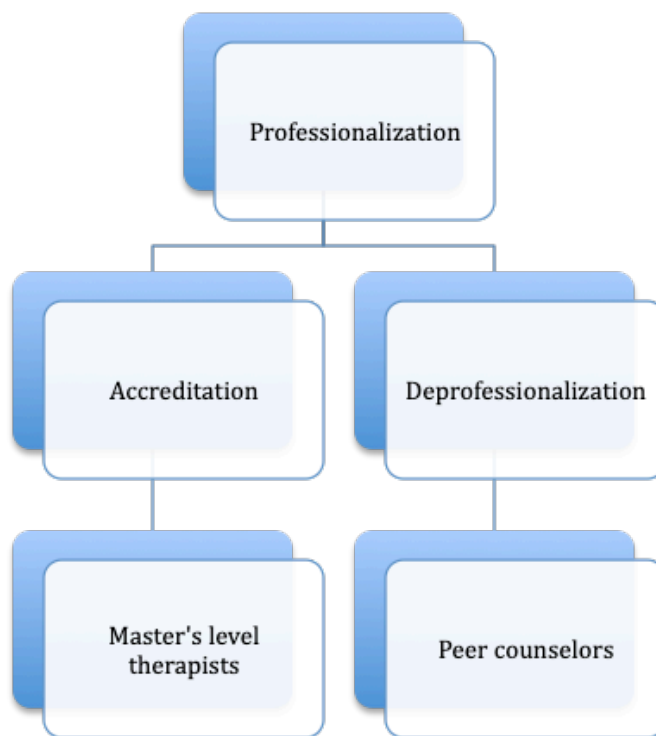 Professionalization
Accreditation
Deprofessionalization
Master's level
therapists
Peer counselors